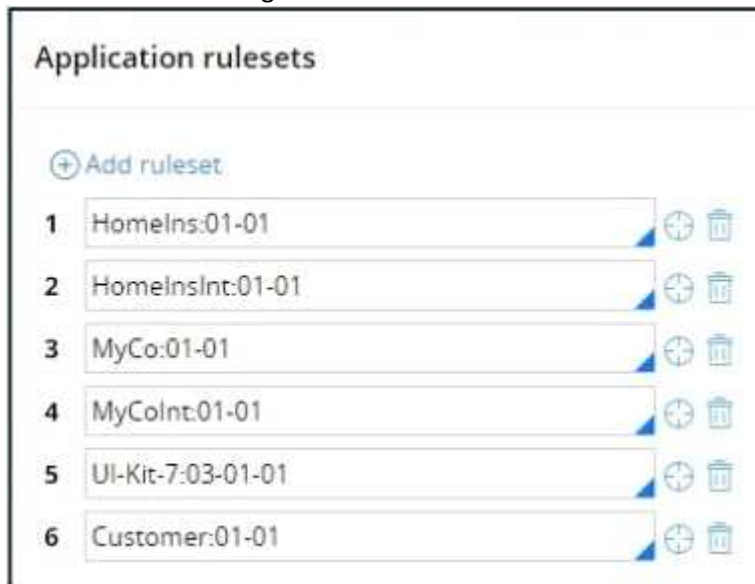 Application rulesets
Add ruleset
1 HomeIns:01-01
2 HomeInsInt:01-01
3 MyCo:01-01
4 MyCoInt:01-01
5 UI-Kit-7:03-01-01
6 Customer:01-01